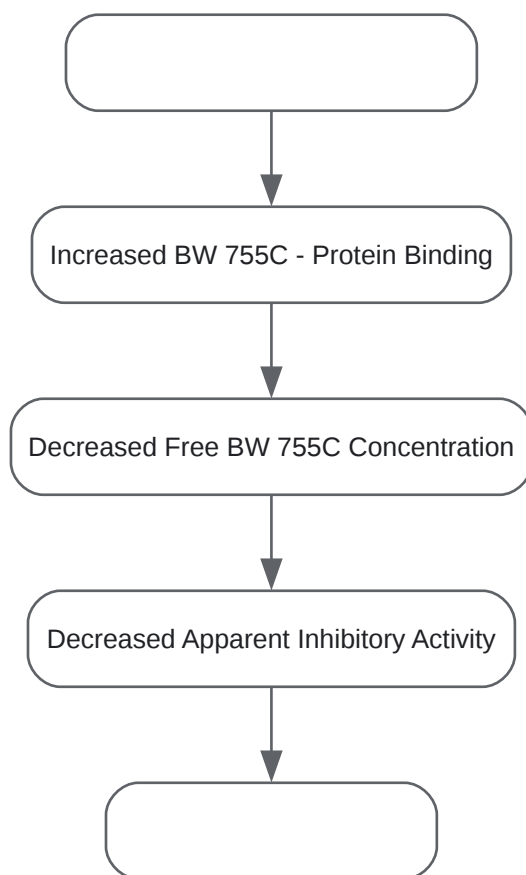 Increased BW 755C - Protein Binding
Decreased Free BW 755C Concentration
Decreased Apparent Inhibitory Activity